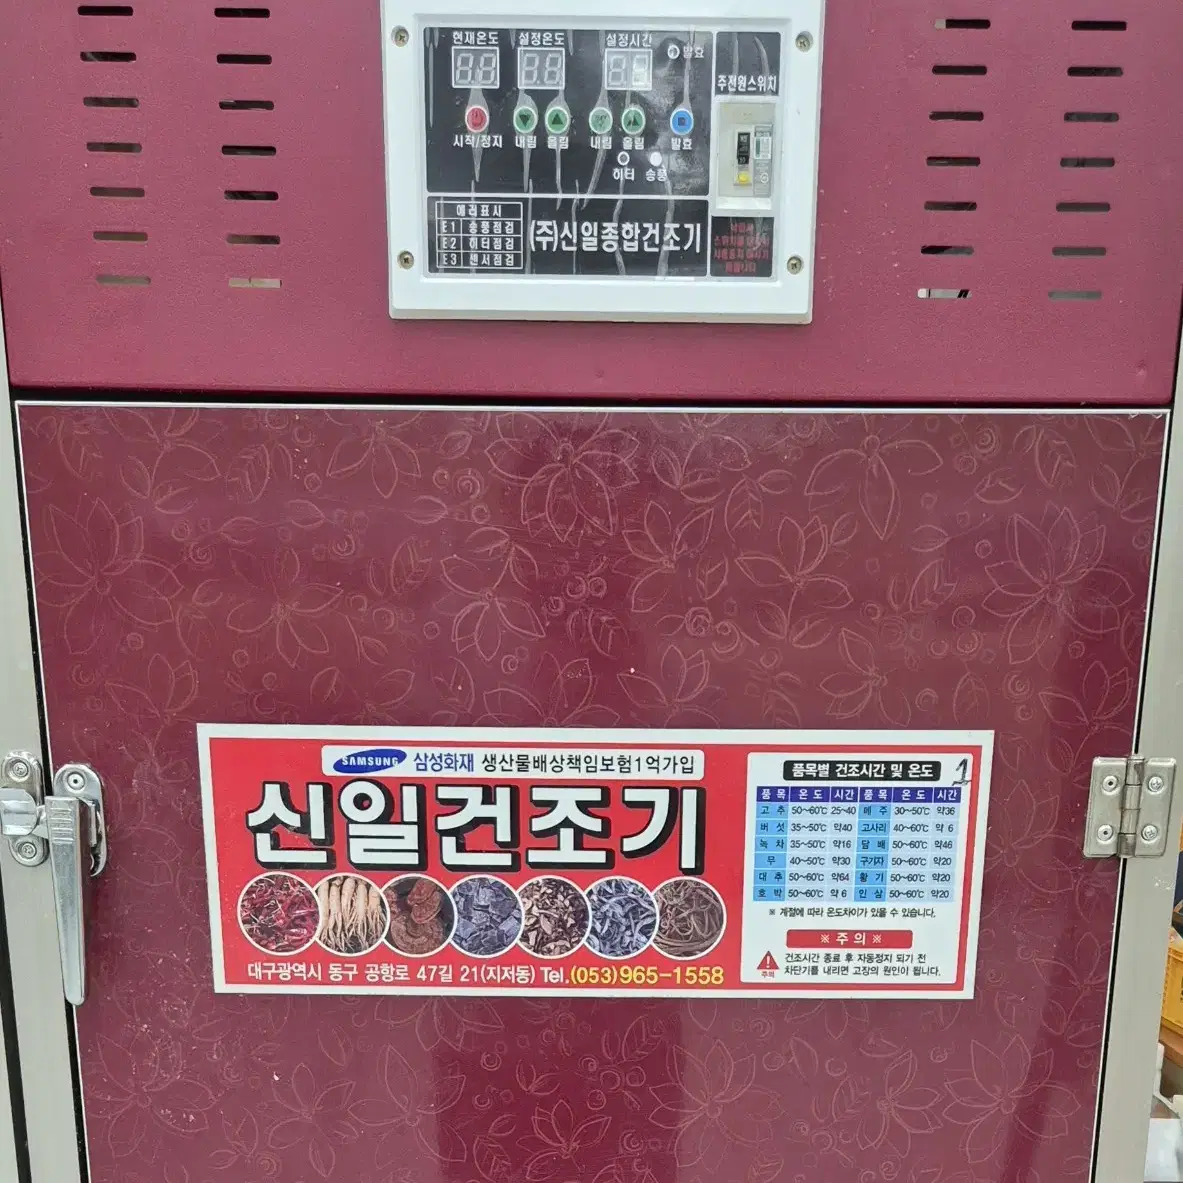 현재온도 설정온도 설정시간 발효
시작/정지 내림 올림 내림 올림 발효
히터 송풍
주전원스위치
에러표시
E1 송풍점검
E2 히터점검
E3 센서점검
(주)신일종합건조기
SAMSUNG 삼성화재 생산물배상책임보험1억가입
신일건조기
대구광역시 동구 공항로 47길 21(지저동) Tel.(053)965-1558
품목별 건조시간 및 온도 1
품목 온도 시간 품목 온도 시간
고추 50~60℃ 25~40 메주 30~50℃ 약36
버섯 35~50℃ 약40 고사리 40~60℃ 약 6
녹차 35~50℃ 약16 담배 50~60℃ 약46
무 40~50℃ 약30 구기자 50~60℃ 약20
대추 50~60℃ 약64 황기 50~60℃ 약20
호박 50~60℃ 약 6 인삼 50~60℃ 약20
※ 계절에 따라 온도차이가 있을 수 있습니다.
※ 주 의 ※
주의
건조시간 종료 후 자동정지 되기 전
차단기를 내리면 고장의 원인이 됩니다.